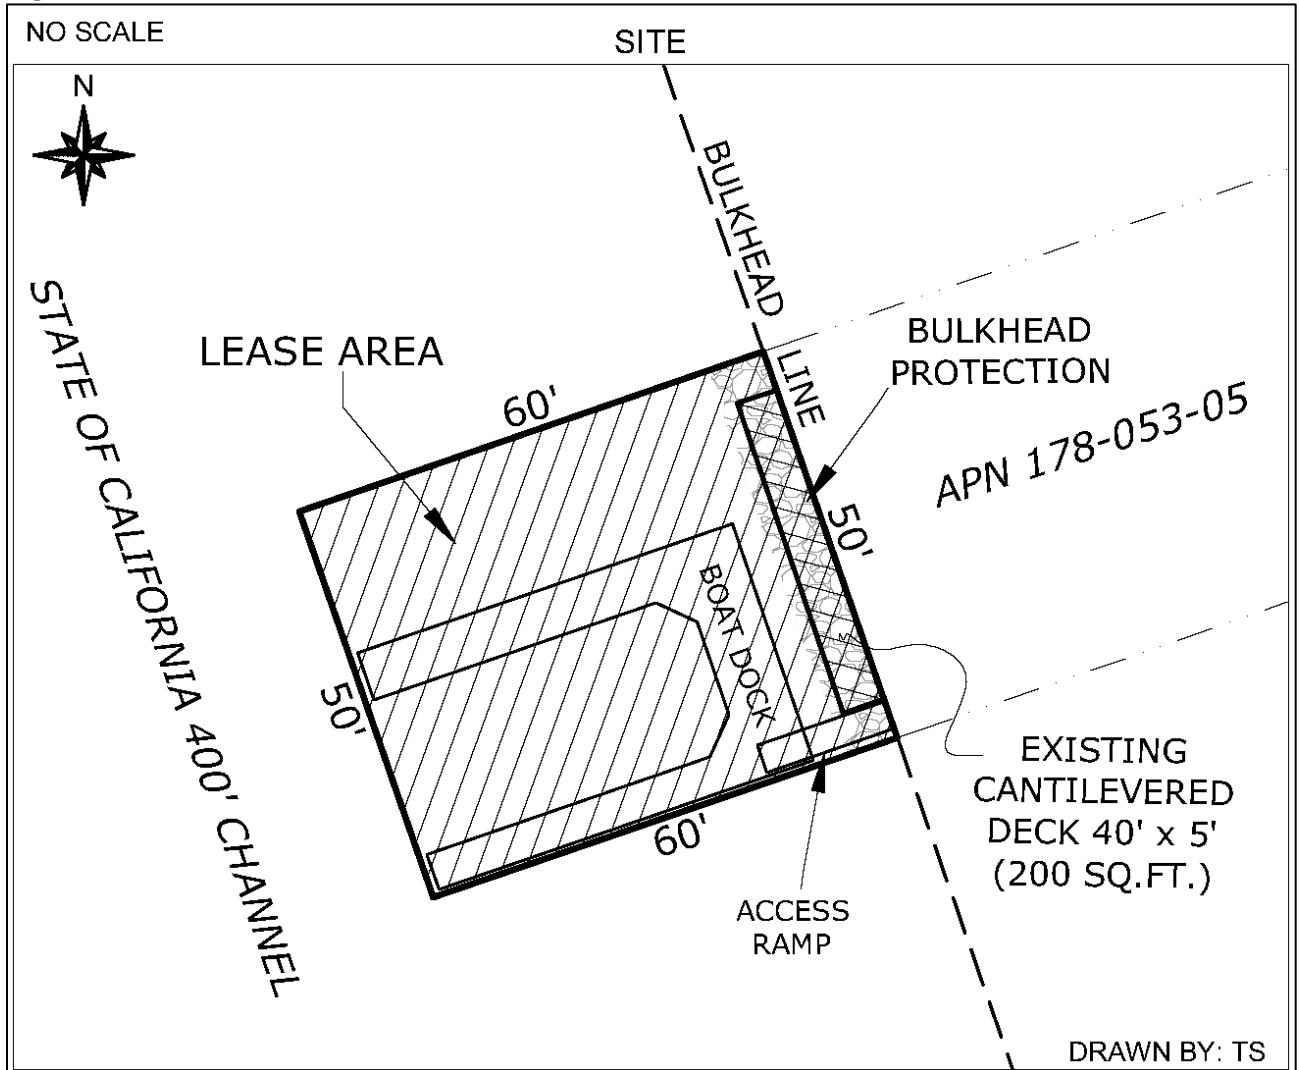 NO SCALE
SITE
N
BULKHEAD LINE
STATE OF CALIFORNIA 400' CHANNEL
LEASE AREA
60'
BULKHEAD
PROTECTION
APN 178-053-05
50'
BOAT DOCK
50'
60'
EXISTING
CANTILEVERED
DECK 40' x 5'
(200 SQ.FT.)
ACCESS
RAMP
DRAWN BY: TS